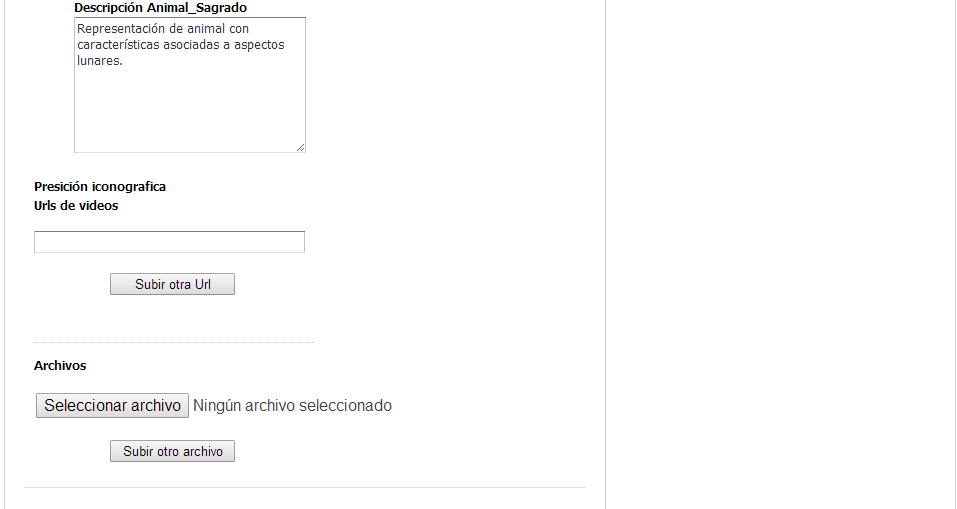 Descripción Animal_Sagrado
Representación de animal con
características asociadas a aspectos
lunares.
Presición iconografica
Urls de videos
Subir otra Url
Archivos
Seleccionar archivo Ningún archivo seleccionado
Subir otro archivo